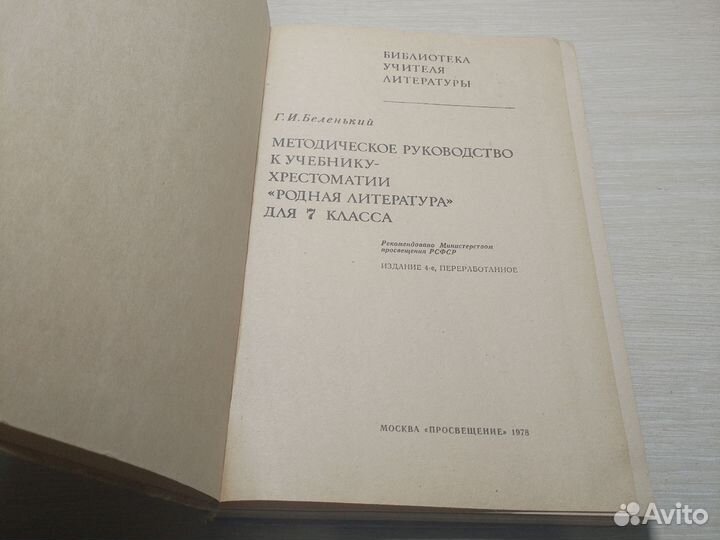 БИБЛИОТЕКА
УЧИТЕЛЯ
ЛИТЕРАТУРЫ
Г. И. Беленький
МЕТОДИЧЕСКОЕ РУКОВОДСТВО
К УЧЕБНИКУ-
ХРЕСТОМАТИИ
«РОДНАЯ ЛИТЕРАТУРА»
ДЛЯ 7 КЛАССА
Рекомендовано Министерством
просвещения РСФСР
ИЗДАНИЕ 4-е, ПЕРЕРАБОТАННОЕ
МОСКВА «ПРОСВЕЩЕНИЕ» 1978
Avito